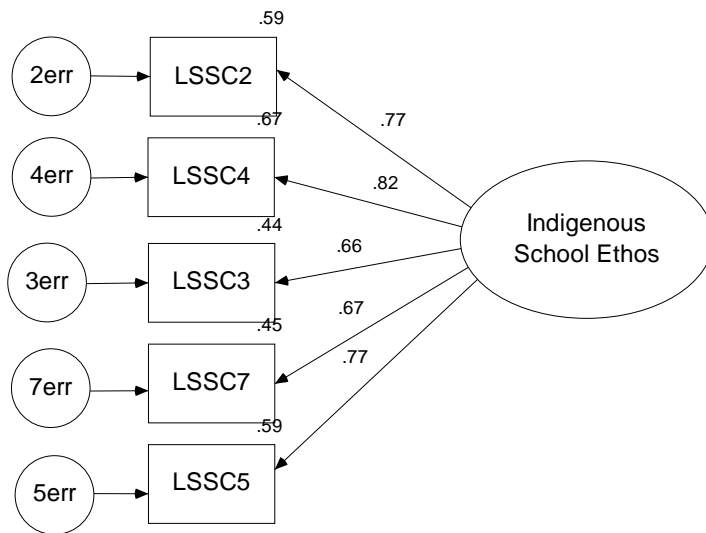 .59
2err
LSSC2
.77
.67
4err
LSSC4
.82
.44
Indigenous
School Ethos
3err
LSSC3
.66
.45
.67
7err
LSSC7
.77
.59
5err
LSSC5